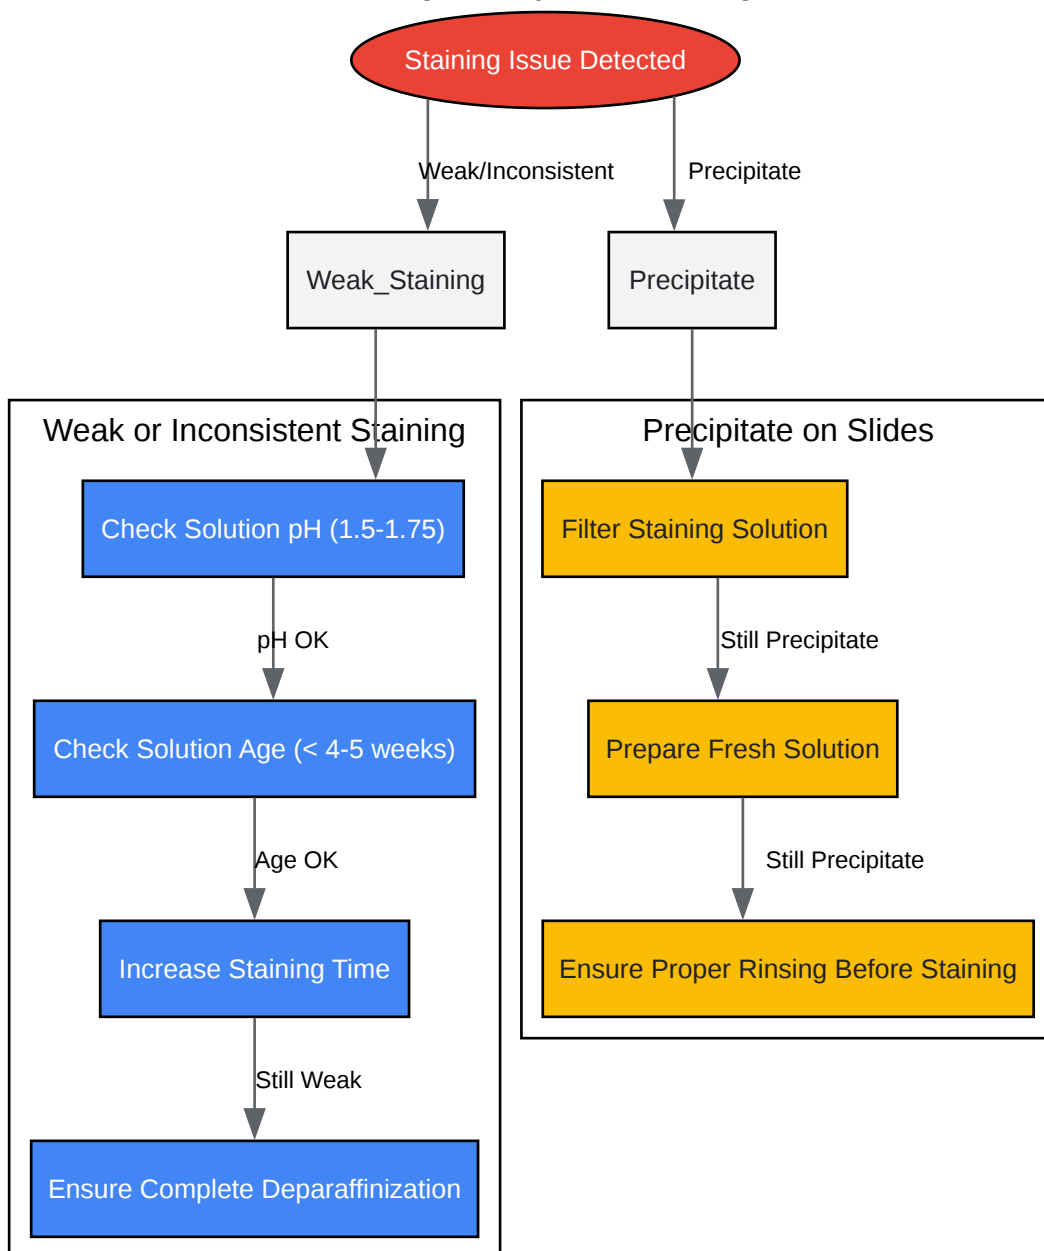 Staining Issue Detected
Weak/Inconsistent
Precipitate
Weak_Staining
Precipitate
Weak or Inconsistent Staining
Precipitate on Slides
Check Solution pH (1.5-1.75)
Filter Staining Solution
pH OK
Still Precipitate
Check Solution Age (< 4-5 weeks)
Prepare Fresh Solution
Age OK
Still Precipitate
Increase Staining Time
Ensure Proper Rinsing Before Staining
Still Weak
Ensure Complete Deparaffinization